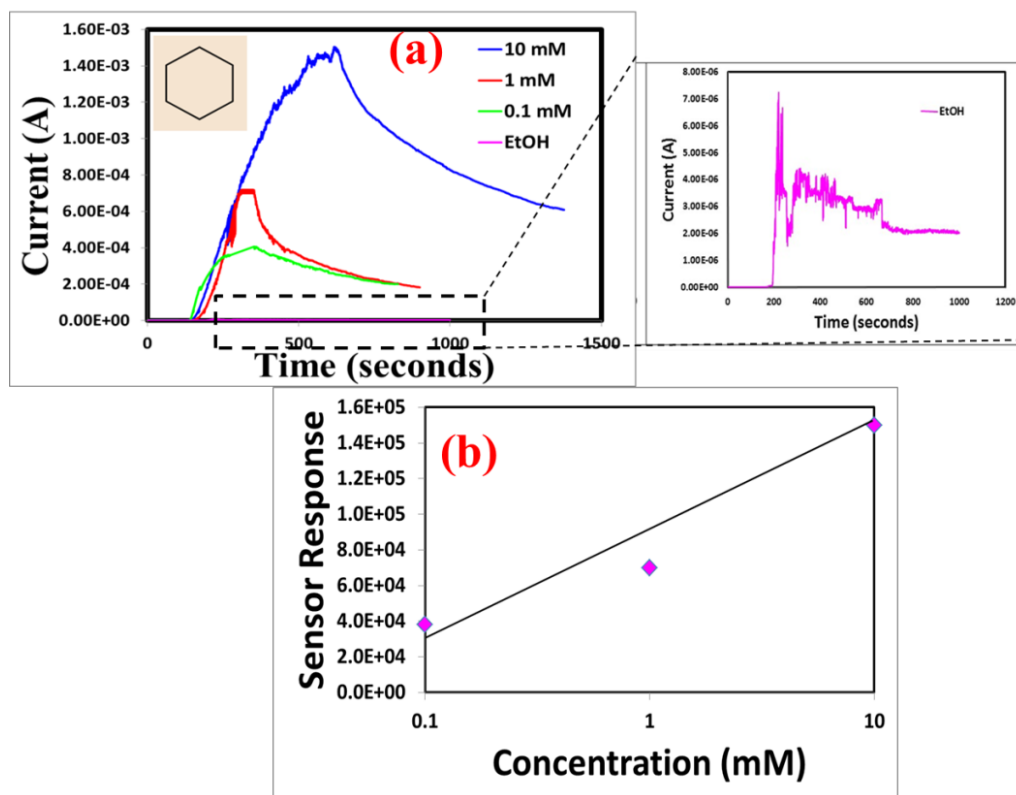 1.60E-03
1.40E-03
1.20E-03
1.00E-03
8.00E-04
6.00E-04
4.00E-04
2.00E-04
0.00E+00
Current (A)
(a)
10 mM
1 mM
0.1 mM
EtOH
0
500
1000
1500
Time (seconds)
8.00E-06
7.00E-06
6.00E-06
5.00E-06
4.00E-06
3.00E-06
2.00E-06
1.00E-06
0.00E+00
Current (A)
EtOH
0
200
400
600
800
1000
1200
Time (seconds)
1.6E+05
1.4E+05
1.2E+05
1.0E+05
8.0E+04
6.0E+04
4.0E+04
2.0E+04
0.0E+00
Sensor Response
(b)
0.1
1
10
Concentration (mM)